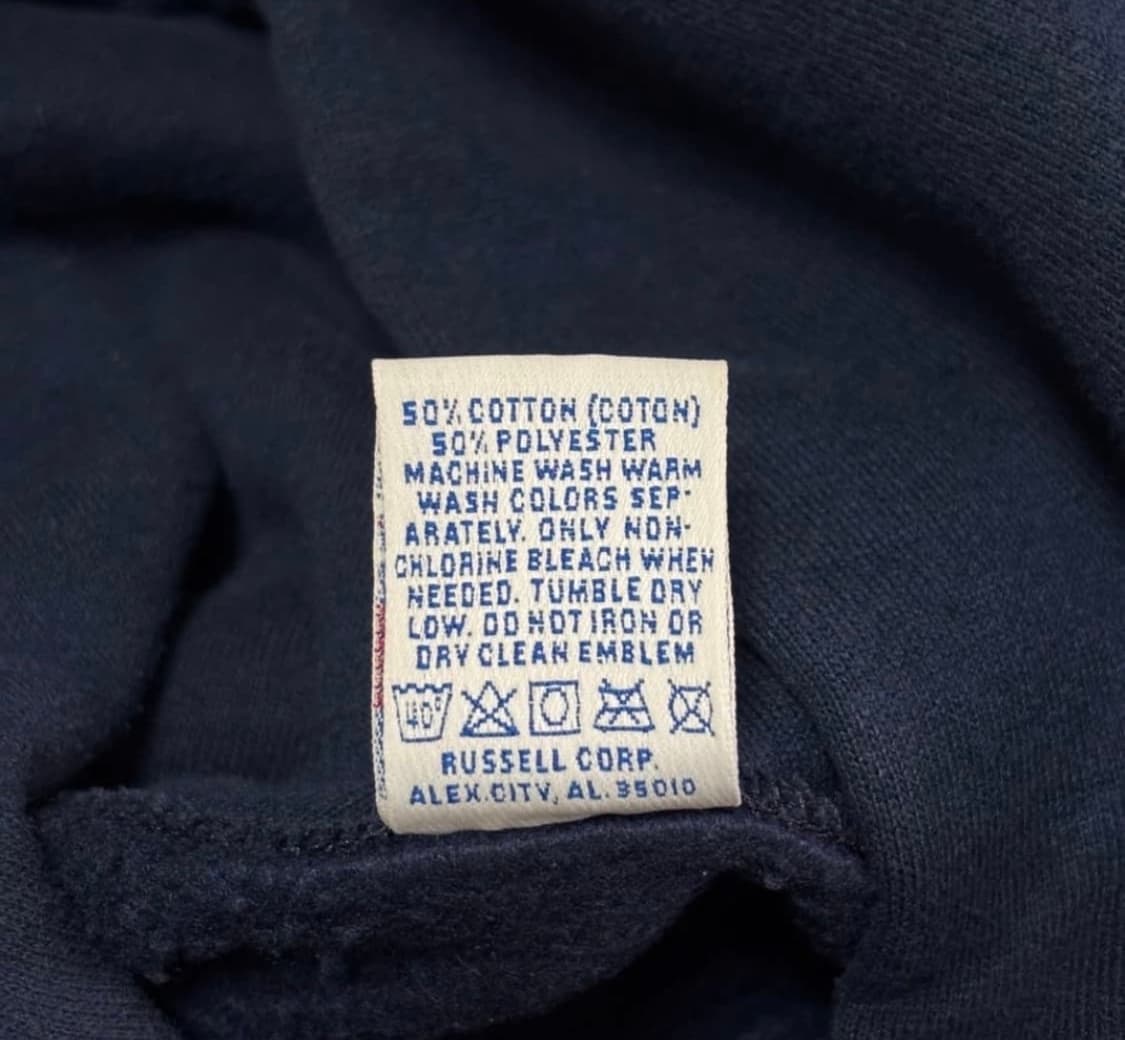 50% COTTON (COTON)
50% POLYESTER
MACHINE WASH WARM
WASH COLORS SEP-
ARATELY. ONLY NON-
CHLORINE BLEACH WHEN
NEEDED. TUMBLE DRY
LOW. DO NOT IRON OR
DRY CLEAN EMBLEM
40°
RUSSELL CORP.
ALEX.CITY, AL. 35010